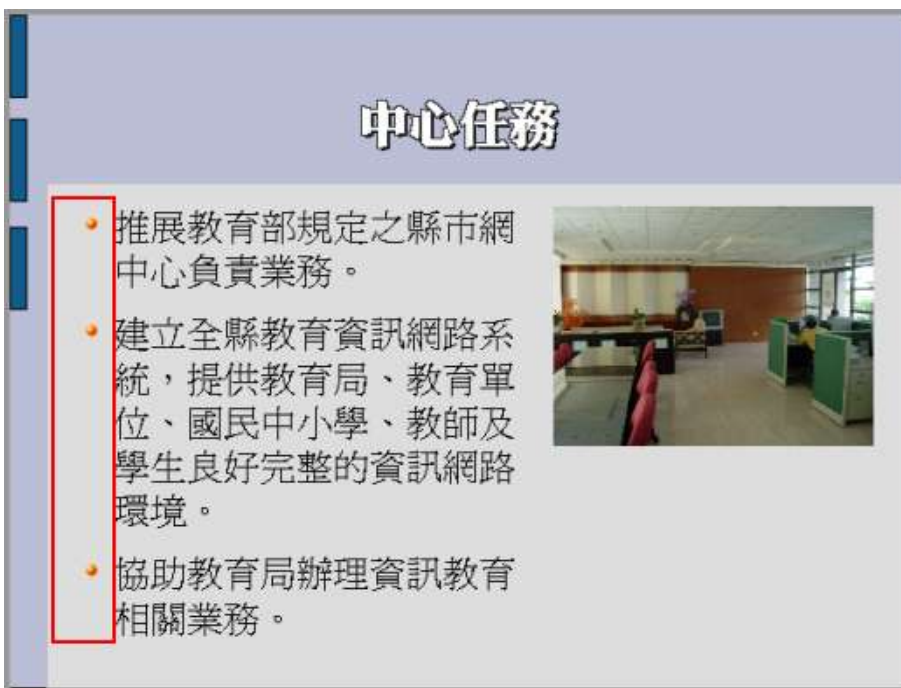 中心任務
推展教育部規定之縣市網
中心負責業務。
建立全縣教育資訊網路系
統，提供教育局、教育單
位、國民中小學、教師及
學生良好完整的資訊網路
環境。
協助教育局辦理資訊教育
相關業務。